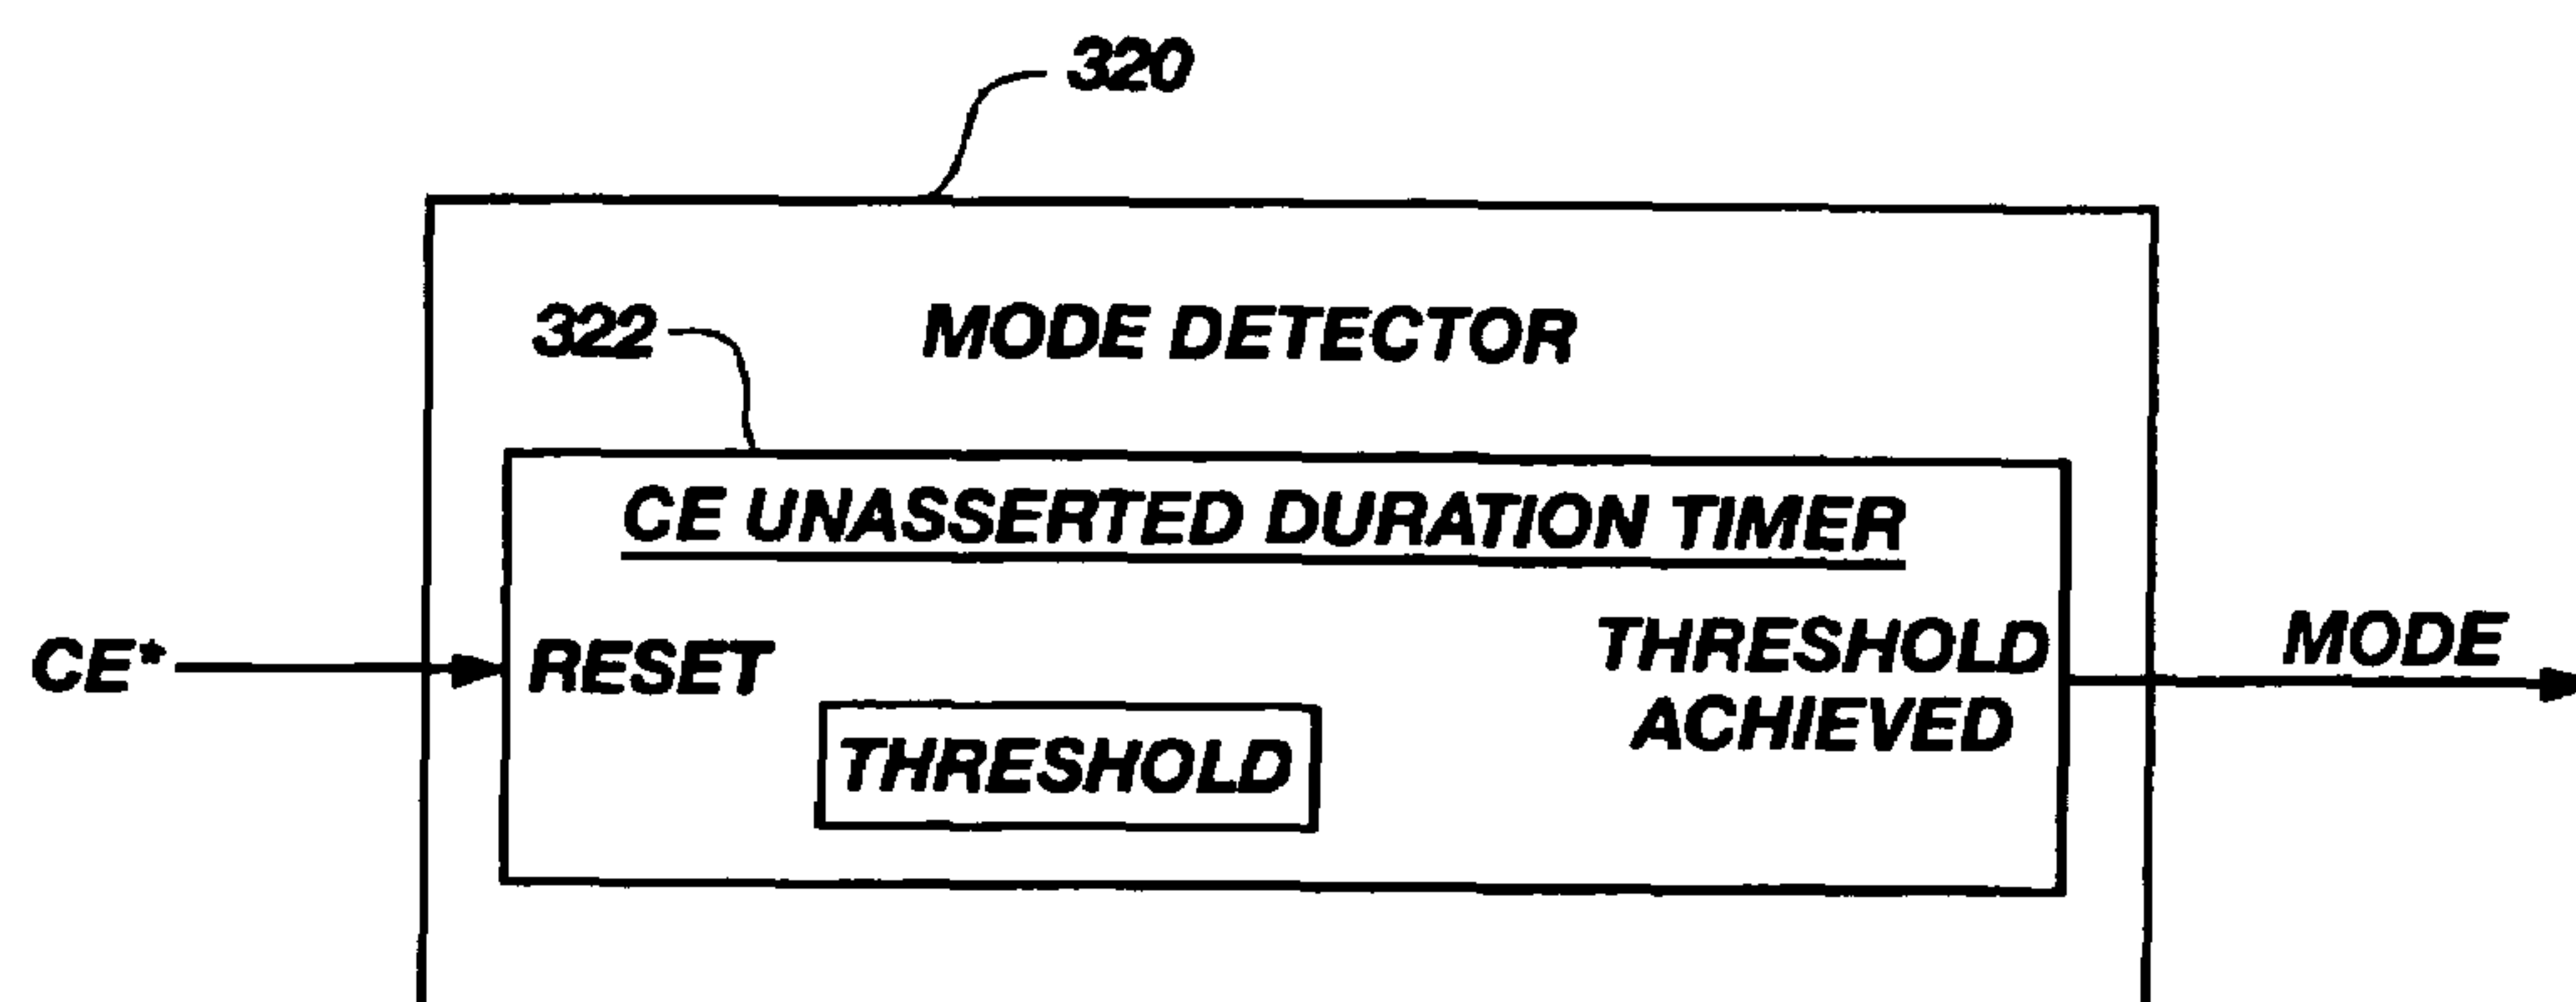 320
322
MODE DETECTOR
CE UNASSERTED DURATION TIMER
CE*
RESET
THRESHOLD
ACHIEVED
MODE
THRESHOLD